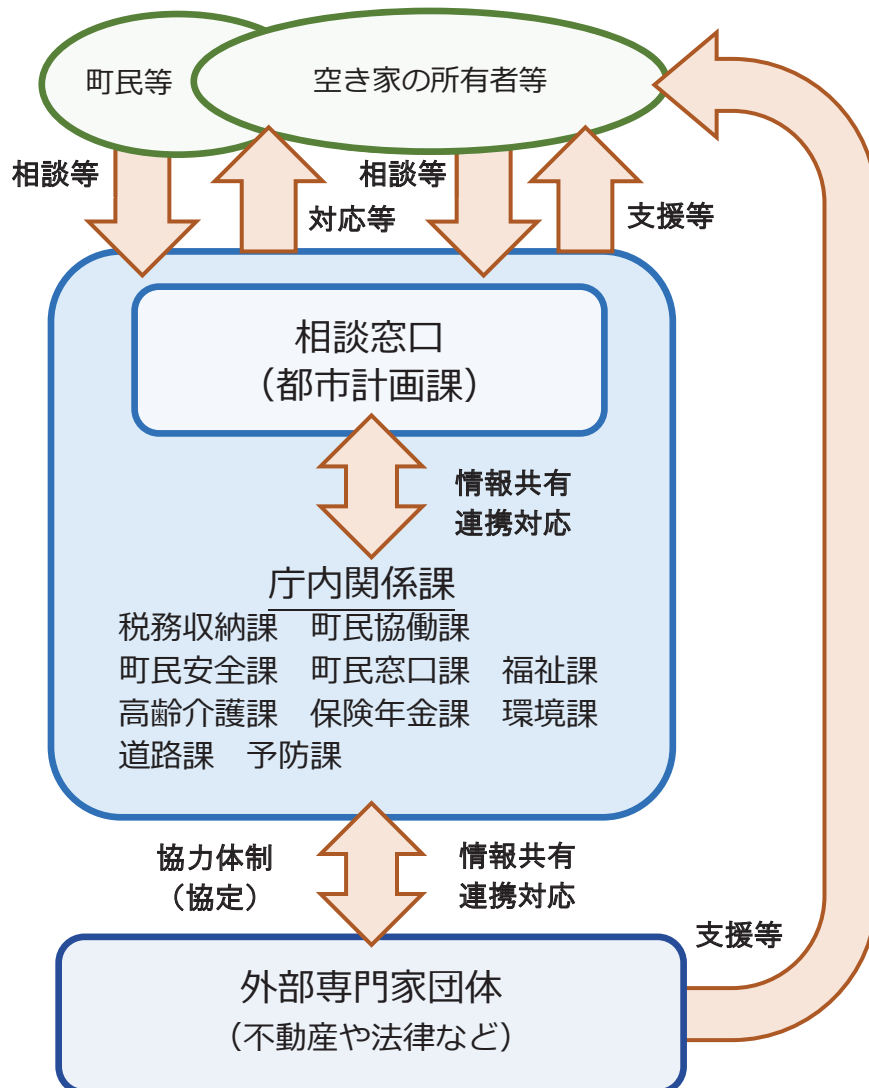 町民等
空き家の所有者等
相談等
対応等
相談等
支援等
相談窓口
（都市計画課）
情報共有
連携対応
庁内関係課
税務収納課　町民協働課
町民安全課　町民窓口課　福祉課
高齢介護課　保険年金課　環境課
道路課　予防課
協力体制
（協定）
情報共有
連携対応
支援等
外部専門家団体
（不動産や法律など）